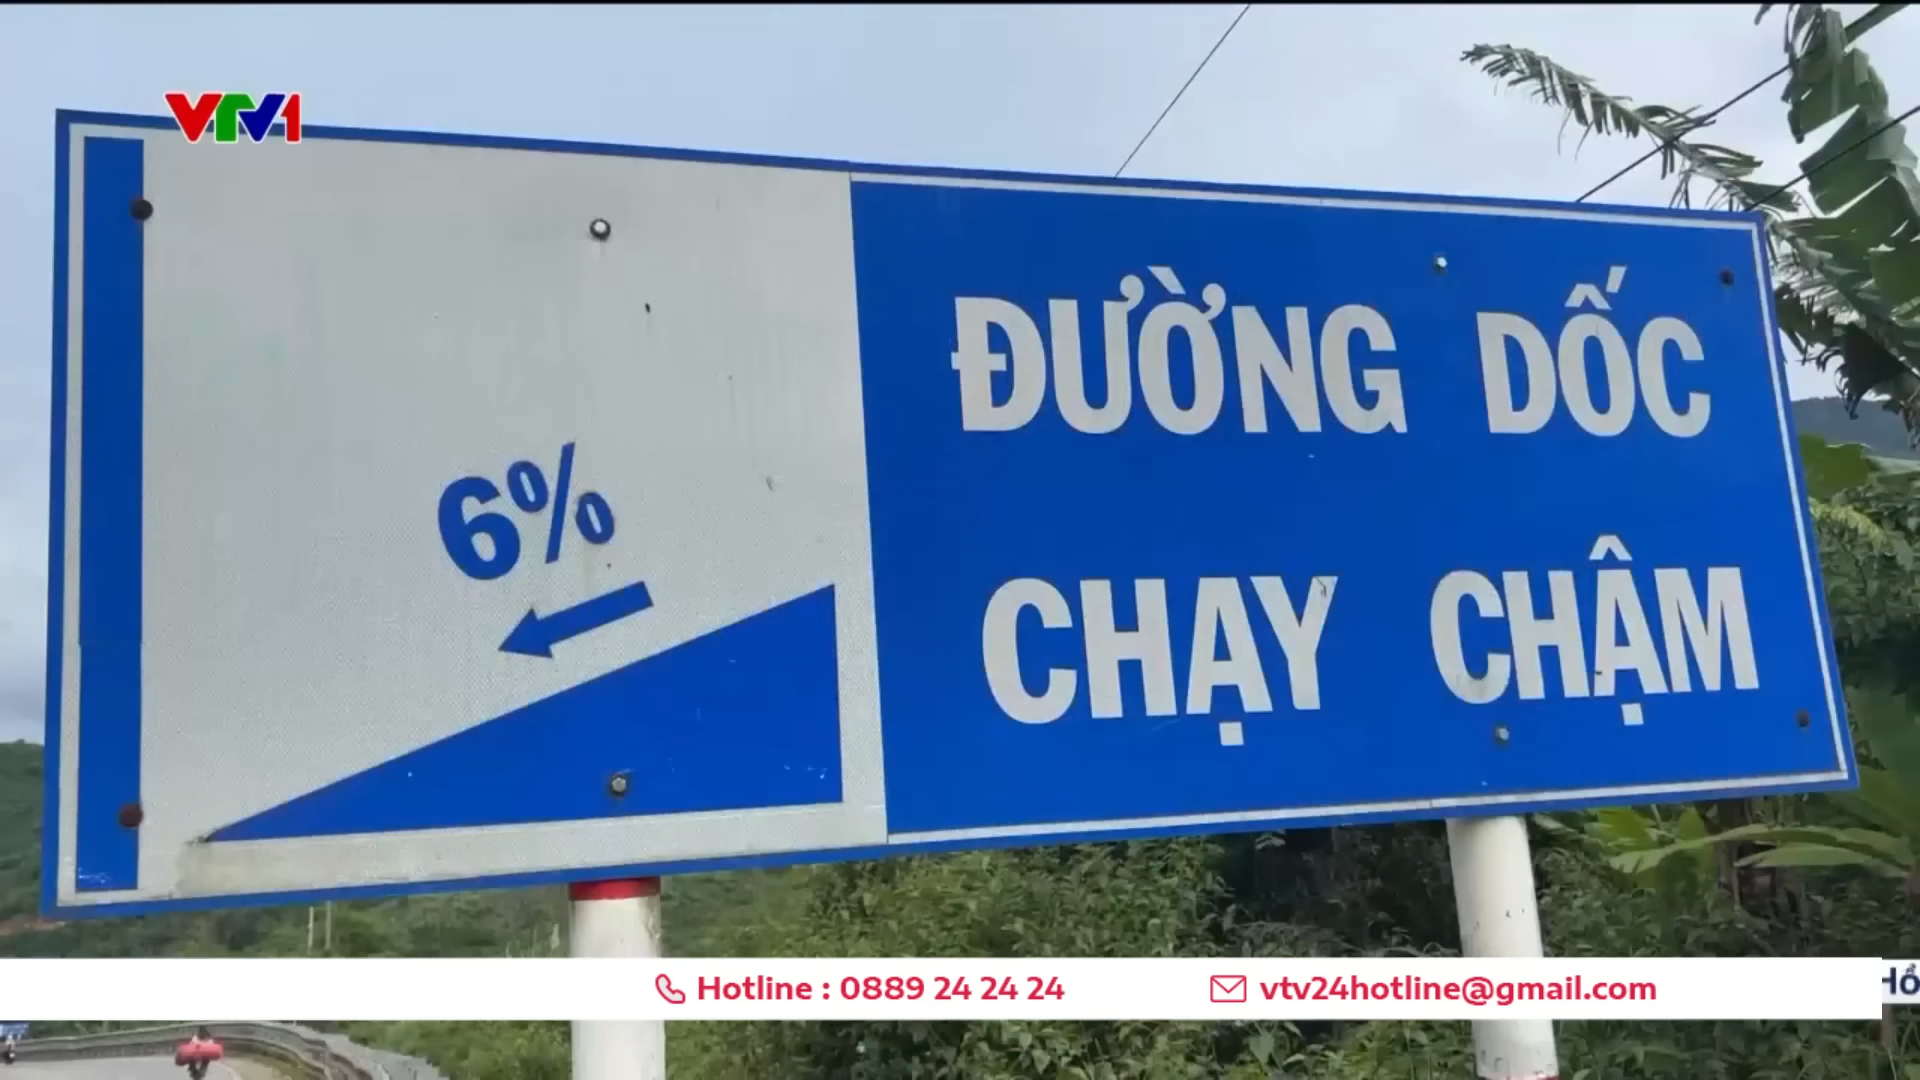 VTV1
ĐƯỜNG DỐC
6%
CHẠY CHẬM
Hotline : 0889 24 24 24
vtv24hotline@gmail.com